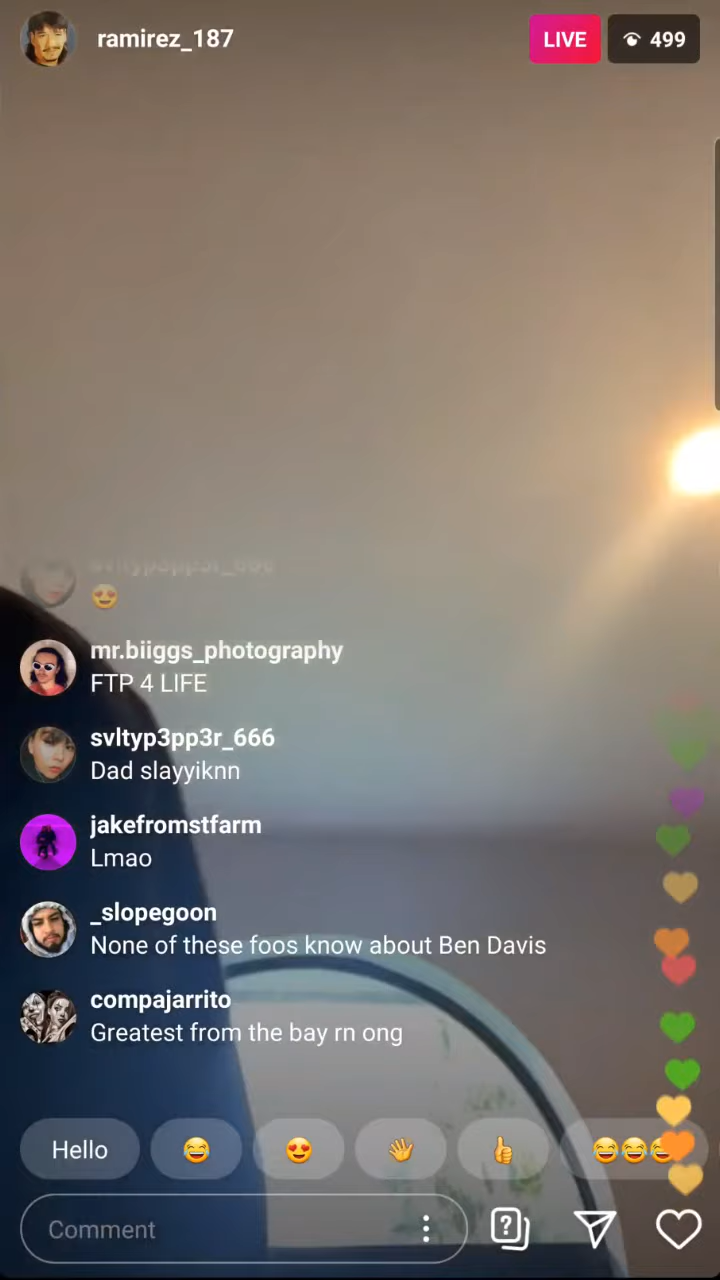 ramirez_187
LIVE
499
svltyp3pp3r_666
😍
mr.biiggs_photography
FTP 4 LIFE
svltyp3pp3r_666
Dad slayyiknn
jakefromstfarm
Lmao
_slopegoon
None of these foos know about Ben Davis
compajarrito
Greatest from the bay rn ong
Hello 😂 😍 👋 👍 😂😂😂
Comment